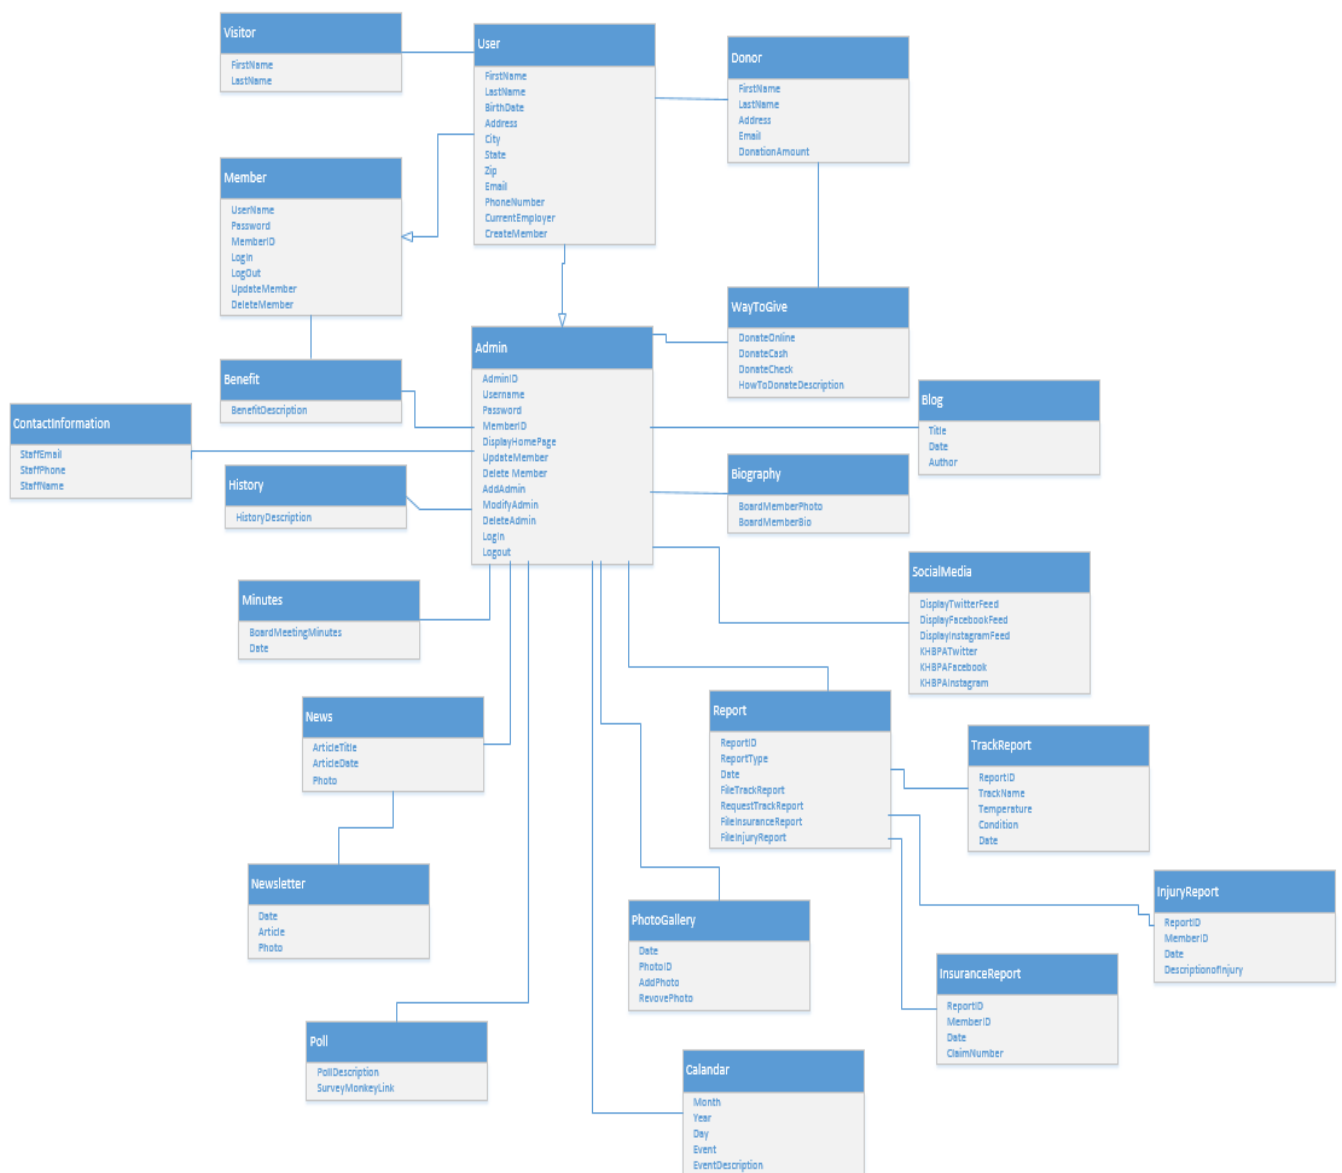 Visitor
FirstName
LastName
User
FirstName
LastName
BirthDate
Address
City
State
Zip
Email
PhoneNumber
CurrentEmployer
CreateMember
Donor
FirstName
LastName
Address
Email
DonationAmount
Member
UserName
Password
MemberID
LogIn
LogOut
UpdateMember
DeleteMember
WayToGive
DonateOnline
DonateCash
DonateCheck
HowToDonateDescription
Admin
AdminID
Username
Password
MemberID
DisplayHomePage
UpdateMember
Delete Member
AddAdmin
ModifyAdmin
DeleteAdmin
LogIn
Logout
Benefit
BenefitDescription
Blog
Title
Date
Author
ContactInformation
StaffEmail
StaffPhone
StaffName
History
HistoryDescription
Biography
BoardMemberPhoto
BoardMemberBio
SocialMedia
DisplayTwitterFeed
DisplayFacebookFeed
DisplayInstagramFeed
KHBPATwitter
KHBPAFacebook
KHBPAInstagram
Minutes
BoardMeetingMinutes
Date
News
ArticleTitle
ArticleDate
Photo
Report
ReportID
ReportType
Date
FileTrackReport
RequestTrackReport
FileInsuranceReport
FileInjuryReport
TrackReport
ReportID
TrackName
Temperature
Condition
Date
Newsletter
Date
Article
Photo
InjuryReport
ReportID
MemberID
Date
DescriptionofInjury
PhotoGallery
Date
PhotoID
AddPhoto
RevovePhoto
InsuranceReport
ReportID
MemberID
Date
ClaimNumber
Poll
PollDescription
SurveyMonkeyLink
Calandar
Month
Year
Day
Event
EventDescription